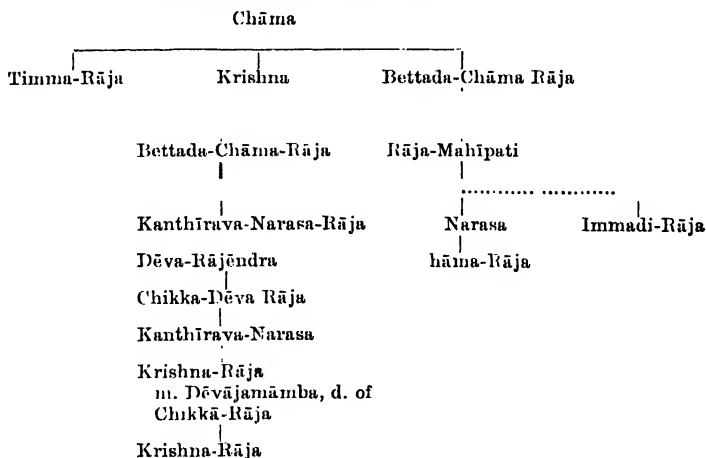 Chāma
Timma-Rāja Krishna Bettada-Chāma Rāja
Bettada-Chāma-Rāja Rāja-Mahīpati
Kanthīrava-Narasa-Rāja Narasa Immadi-Rāja
Dēva-Rājēndra hāma-Rāja
Chikka-Dēva Rāja
Kanthīrava-Narasa
Krishna-Rāja
m. Dēvājamāmba, d. of
Chikkā-Rāja
Krishna-Rāja